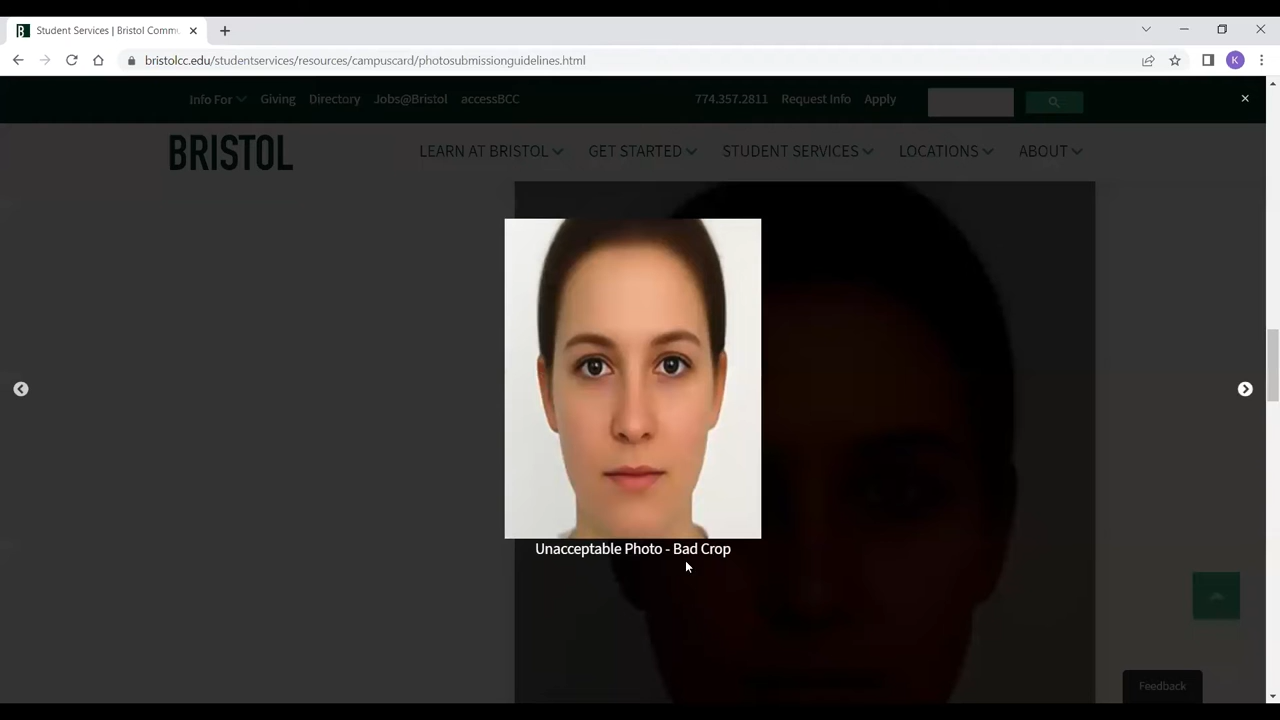 Student Services | Bristol Commu
bristolcc.edu/studentservices/resources/campuscard/photosubmissionguidelines.html
K
Info For Giving Directory Jobs@Bristol accessBCC 774.357.2811 Request Info Apply
BRISTOL LEARN AT BRISTOL GET STARTED STUDENT SERVICES LOCATIONS ABOUT
Unacceptable Photo - Bad Crop
Feedback